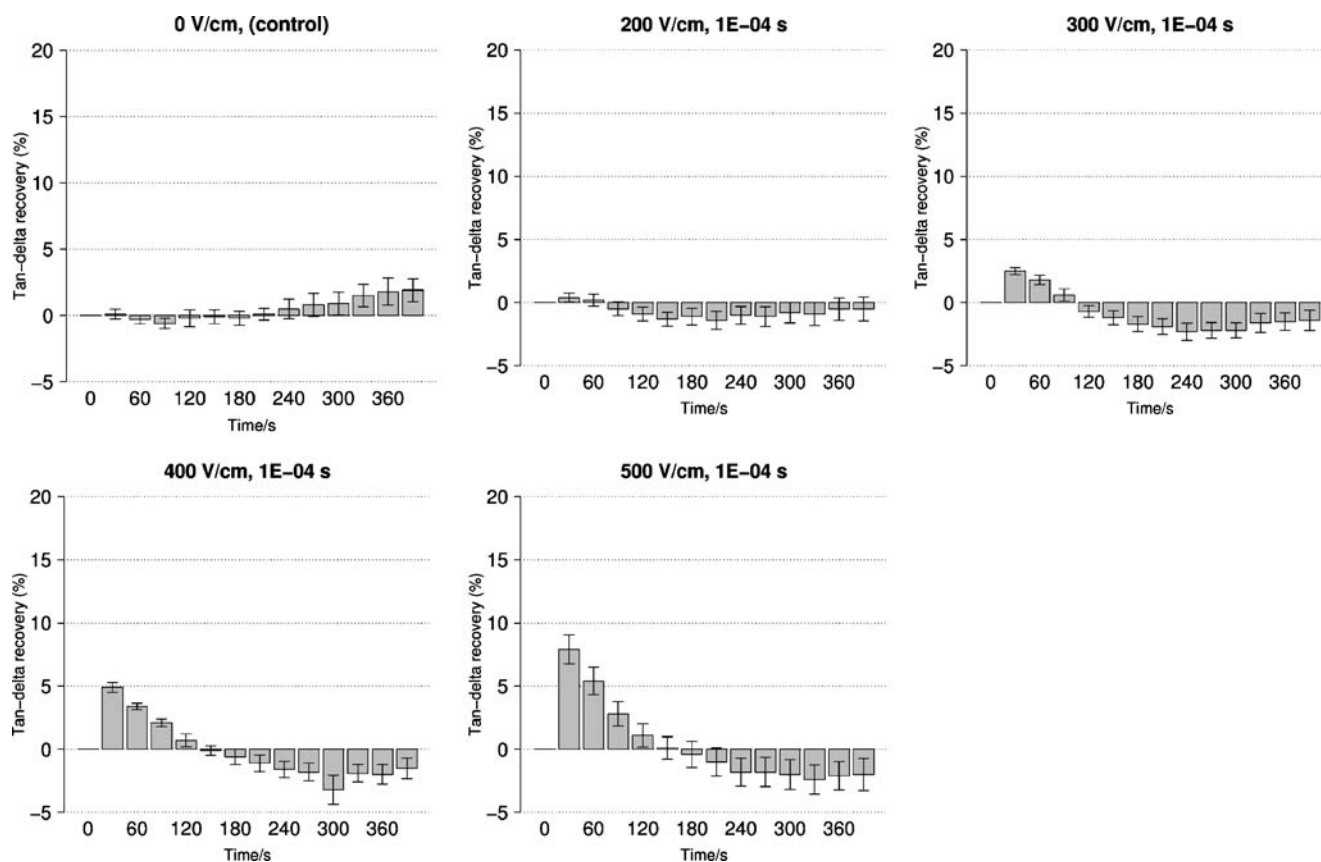 0 V/cm, (control)
20
15
10
5
0
−5
Tan−delta recovery (%)
0 60 120 180 240 300 360
Time/s
200 V/cm, 1E−04 s
20
15
10
5
0
−5
Tan−delta recovery (%)
0 60 120 180 240 300 360
Time/s
300 V/cm, 1E−04 s
20
15
10
5
0
−5
Tan−delta recovery (%)
0 60 120 180 240 300 360
Time/s
400 V/cm, 1E−04 s
20
15
10
5
0
−5
Tan−delta recovery (%)
0 60 120 180 240 300 360
Time/s
500 V/cm, 1E−04 s
20
15
10
5
0
−5
Tan−delta recovery (%)
0 60 120 180 240 300 360
Time/s